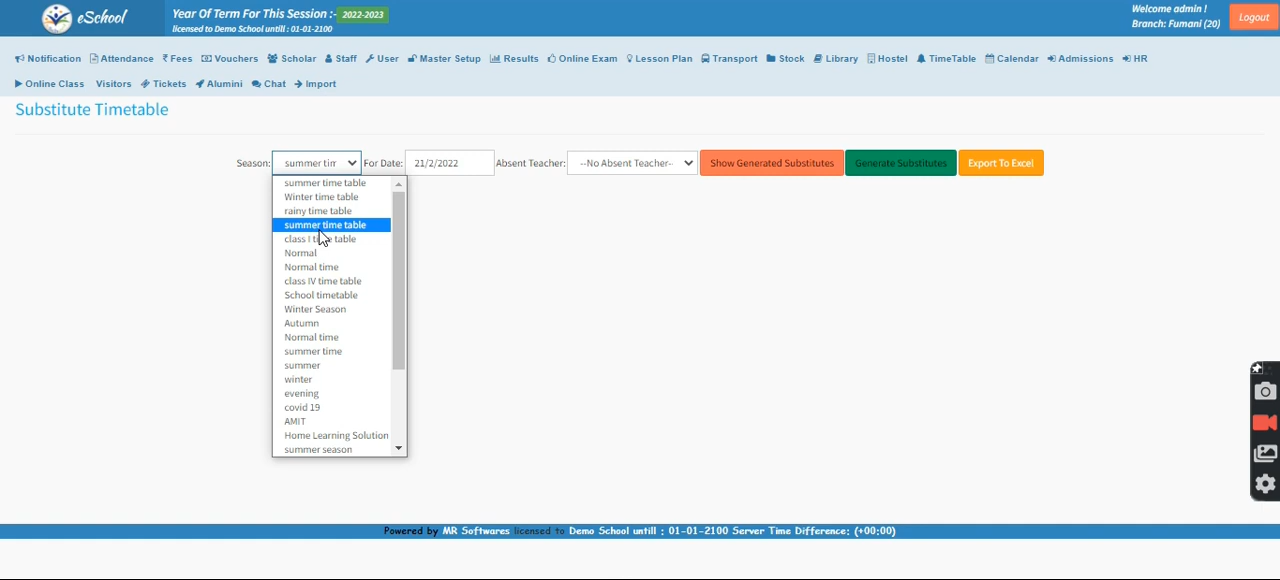 eSchool
Year Of Term For This Session :- 2022-2023
licensed to Demo School untill : 01-01-2100
Welcome admin !
Branch: Fumani (20)
Logout
Notification Attendance ₹ Fees Vouchers Scholar Staff User Master Setup Results Online Exam Lesson Plan Transport Stock Library Hostel TimeTable Calendar Admissions HR
Online Class Visitors Tickets Alumini Chat Import
Substitute Timetable
Season: summer tim For Date: 21/2/2022 Absent Teacher: --No Absent Teacher-- Show Generated Substitutes Generate Substitutes Export To Excel
summer time table
Winter time table
rainy time table
summer time table
class I time table
Normal
Normal time
class IV time table
School timetable
Winter Season
Autumn
Normal time
summer time
summer
winter
evening
covid 19
AMIT
Home Learning Solution
summer season
Powered by MR Softwares licensed to Demo School untill : 01-01-2100 Server Time Difference: (+00:00)